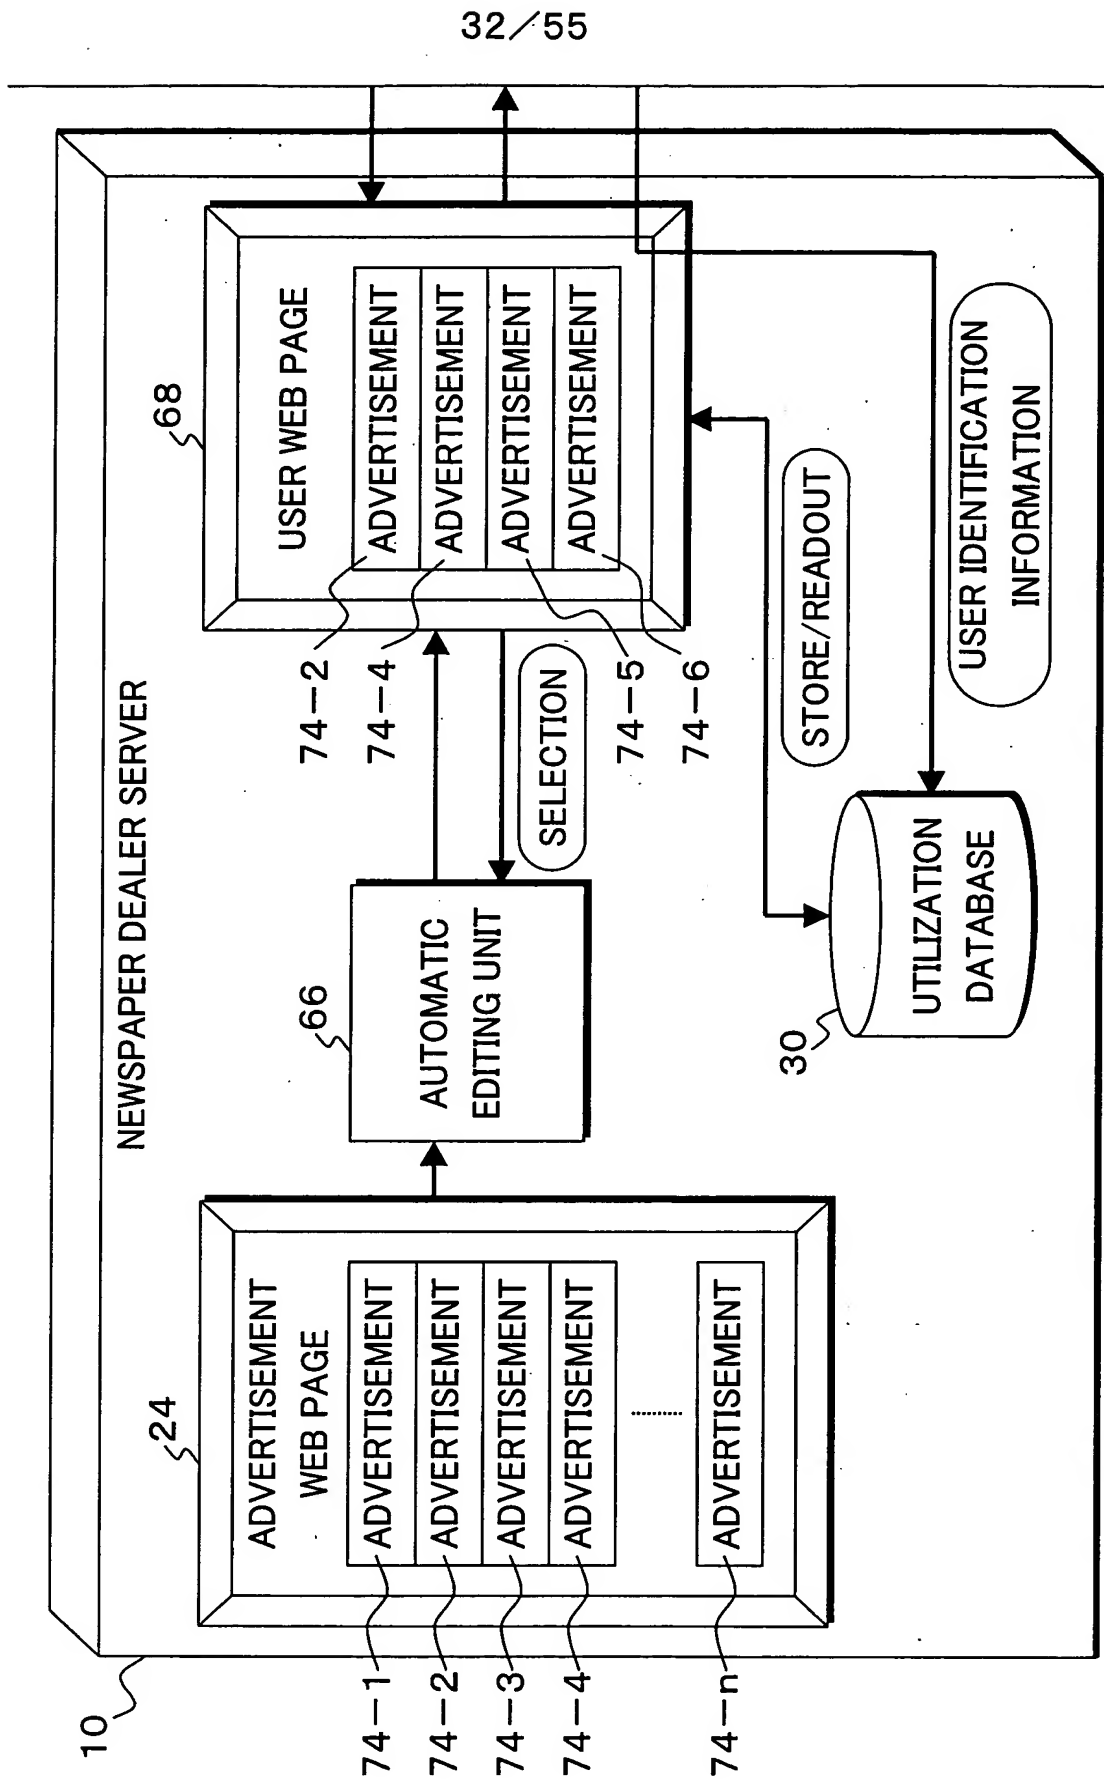 32/55
10
NEWSPAPER DEALER SERVER
24
ADVERTISEMENT
WEB PAGE
74-1
ADVERTISEMENT
74-2
ADVERTISEMENT
74-3
ADVERTISEMENT
74-4
ADVERTISEMENT
74-n
ADVERTISEMENT
66
AUTOMATIC
EDITING UNIT
SELECTION
68
USER WEB PAGE
ADVERTISEMENT
ADVERTISEMENT
ADVERTISEMENT
ADVERTISEMENT
74-2
74-4
74-5
74-6
STORE/READOUT
30
UTILIZATION
DATABASE
USER IDENTIFICATION
INFORMATION